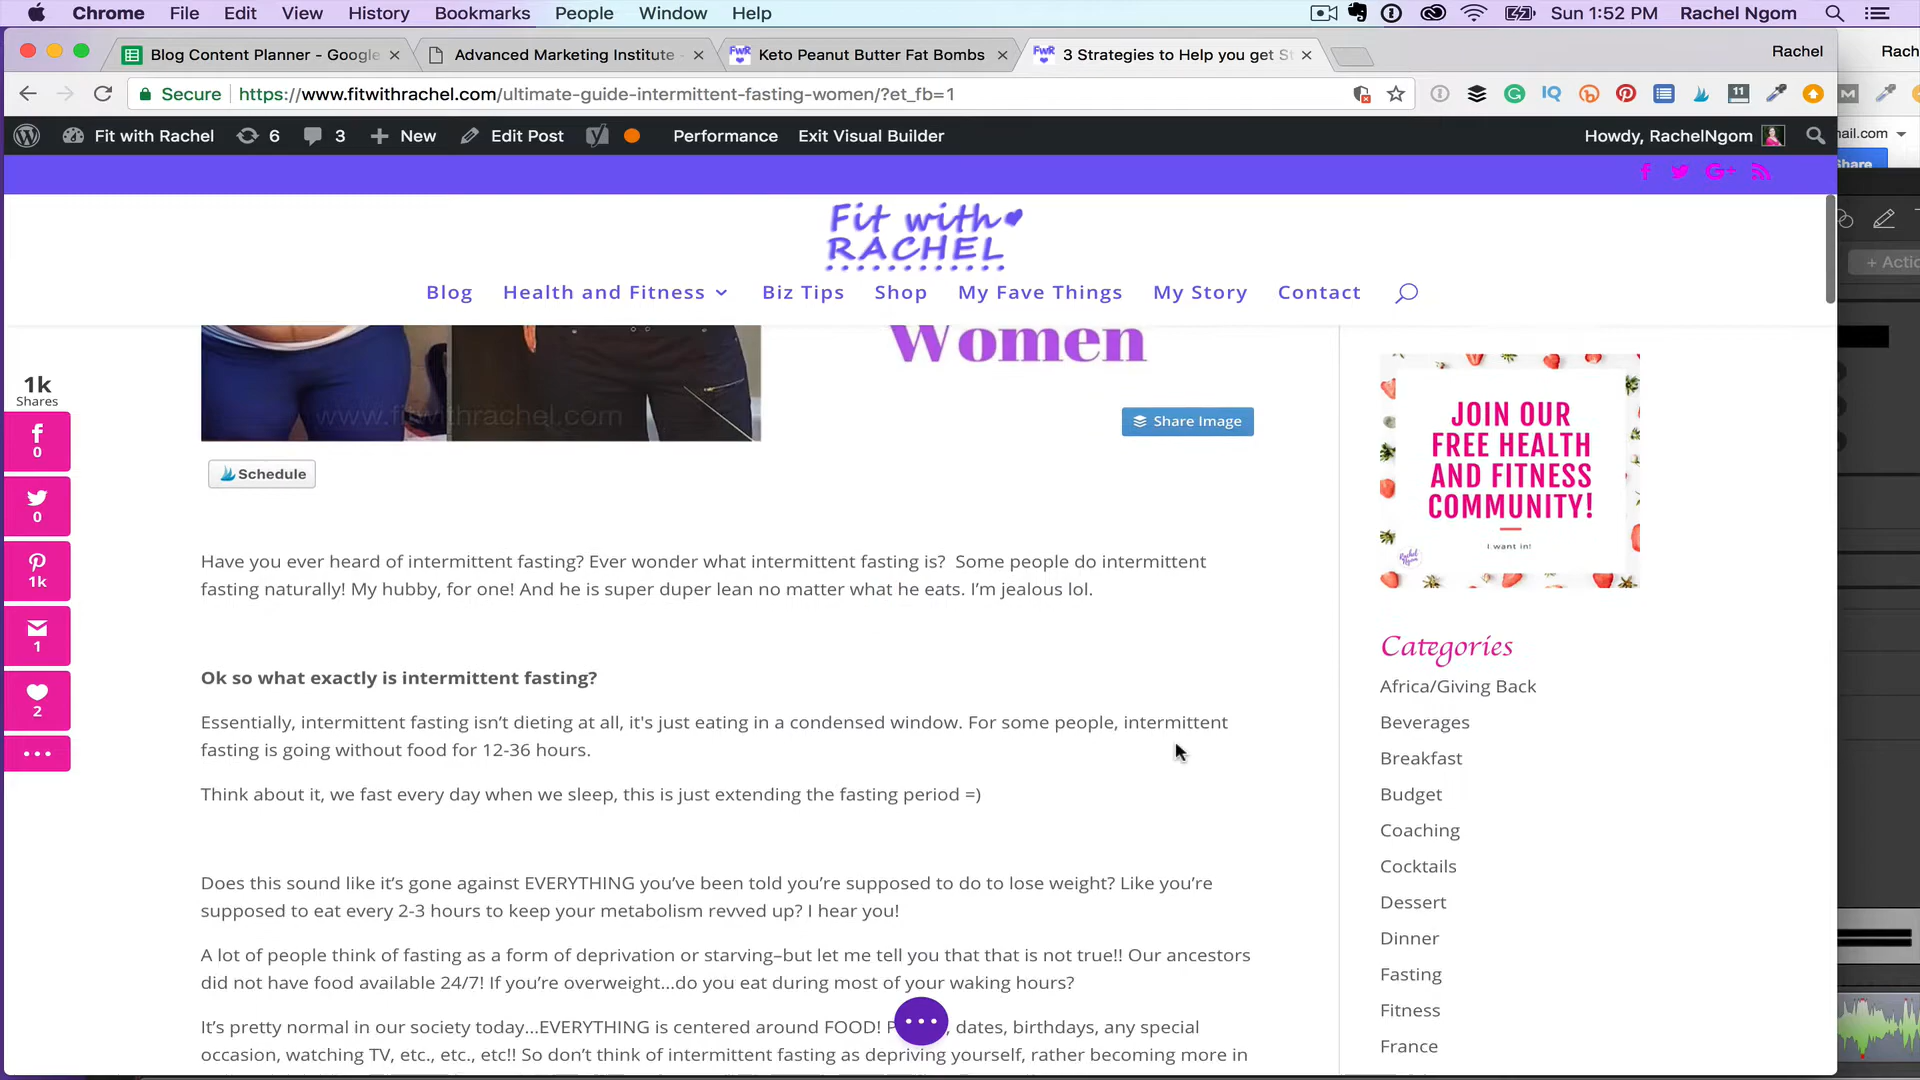 Chrome File Edit View History Bookmarks People Window Help Sun 1:52 PM Rachel Ngom
Blog Content Planner - Google Advanced Marketing Institute - Keto Peanut Butter Fat Bombs 3 Strategies to Help you get St Rachel Rach
Secure https://www.fitwithrachel.com/ultimate-guide-intermittent-fasting-women/?et_fb=1 11
Fit with Rachel 6 3 New Edit Post Performance Exit Visual Builder Howdy, RachelNgom ail.com
Share
Fit with
RACHEL
+ Actio
Blog Health and Fitness Biz Tips Shop My Fave Things My Story Contact
Women
www.fitwithrachel.com
Share Image
Schedule
1k
Shares
0
0
1k
1
2
Have you ever heard of intermittent fasting? Ever wonder what intermittent fasting is? Some people do intermittent
fasting naturally! My hubby, for one! And he is super duper lean no matter what he eats. I'm jealous lol.
Ok so what exactly is intermittent fasting?
Essentially, intermittent fasting isn't dieting at all, it's just eating in a condensed window. For some people, intermittent
fasting is going without food for 12-36 hours.
Think about it, we fast every day when we sleep, this is just extending the fasting period =)
Does this sound like it's gone against EVERYTHING you've been told you're supposed to do to lose weight? Like you're
supposed to eat every 2-3 hours to keep your metabolism revved up? I hear you!
A lot of people think of fasting as a form of deprivation or starving–but let me tell you that that is not true!! Our ancestors
did not have food available 24/7! If you're overweight...do you eat during most of your waking hours?
It's pretty normal in our society today...EVERYTHING is centered around FOOD! dates, birthdays, any special
occasion, watching TV, etc., etc., etc!! So don't think of intermittent fasting as depriving yourself, rather becoming more in
JOIN OUR
FREE HEALTH
AND FITNESS
COMMUNITY!
I want in!
Rachel
Ngom
Categories
Africa/Giving Back
Beverages
Breakfast
Budget
Coaching
Cocktails
Dessert
Dinner
Fasting
Fitness
France